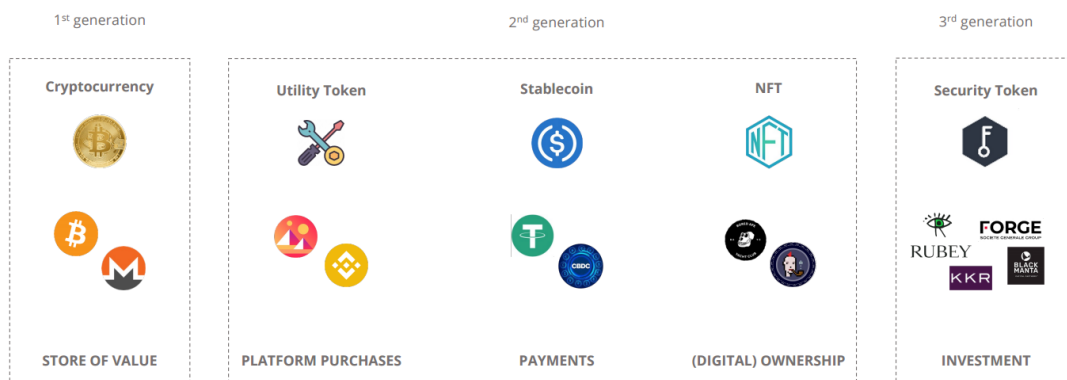 1st generation
2nd generation
3rd generation
Cryptocurrency
Utility Token
Stablecoin
NFT
Security Token
NFT
CBDC
RUBEY
FORGE
SOCIETE GENERALE GROUP
KKR
BLACK
MANTA
STORE OF VALUE
PLATFORM PURCHASES
PAYMENTS
(DIGITAL) OWNERSHIP
INVESTMENT